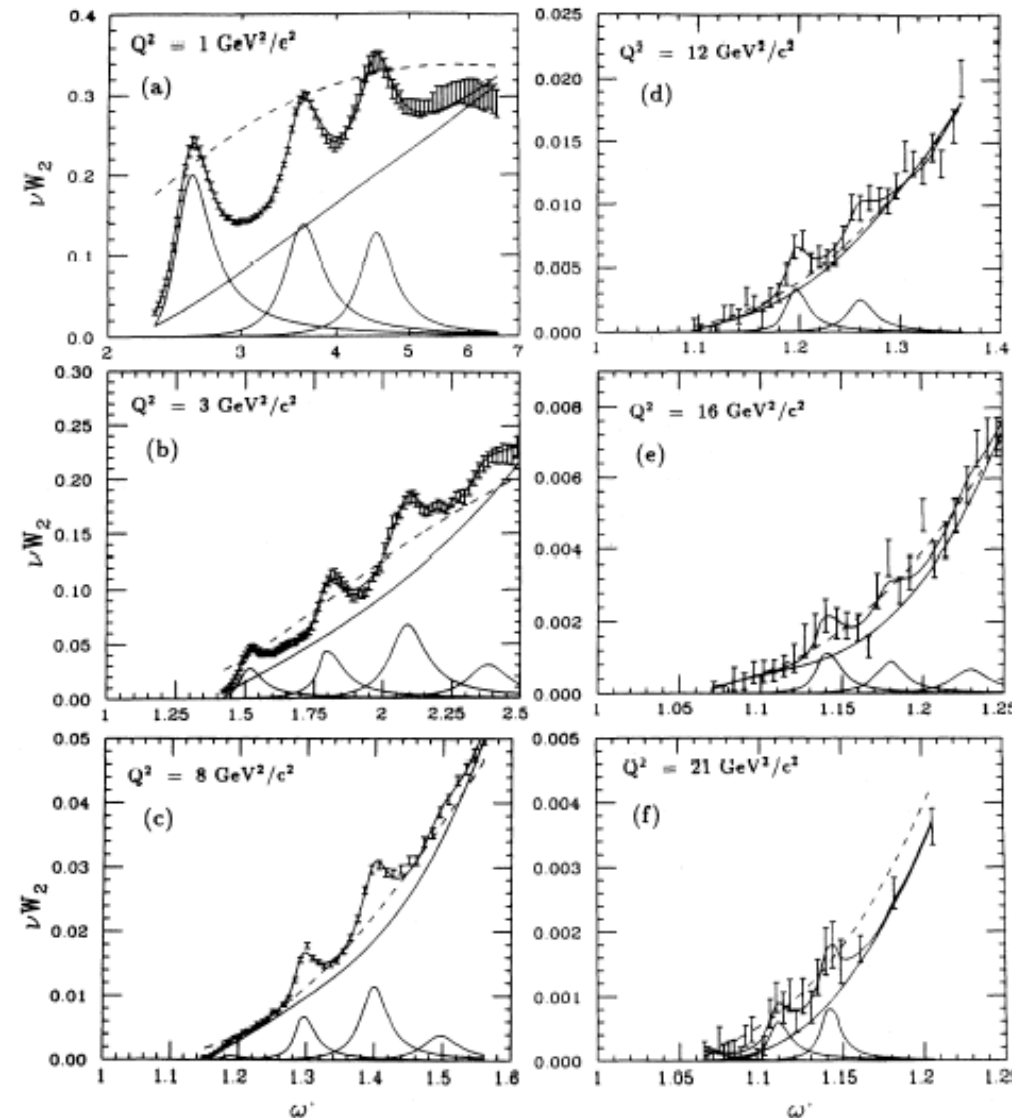 0.4
Q² = 1 GeV²/c²
(a)
0.3
νW₂
0.2
0.1
0.0
2 3 4 5 6 7
0.30
Q² = 3 GeV²/c²
0.25
(b)
0.20
νW₂
0.15
0.10
0.05
0.00
1 1.25 1.5 1.75 2 2.25 2.5
0.05
Q² = 8 GeV²/c²
0.04
(c)
0.03
νW₂
0.02
0.01
0.00
1 1.2 1.3 1.4 1.5 1.6
ω'
0.025
Q² = 12 GeV²/c²
0.020
(d)
0.015
0.010
0.005
0.000
1 1.1 1.2 1.3 1.4
0.008
Q² = 16 GeV²/c²
0.006
(e)
0.004
0.002
0.000
1 1.05 1.1 1.15 1.2 1.25
0.005
Q² = 21 GeV²/c²
0.004
(f)
0.003
0.002
0.001
0.000
1 1.05 1.1 1.15 1.2 1.25
ω'